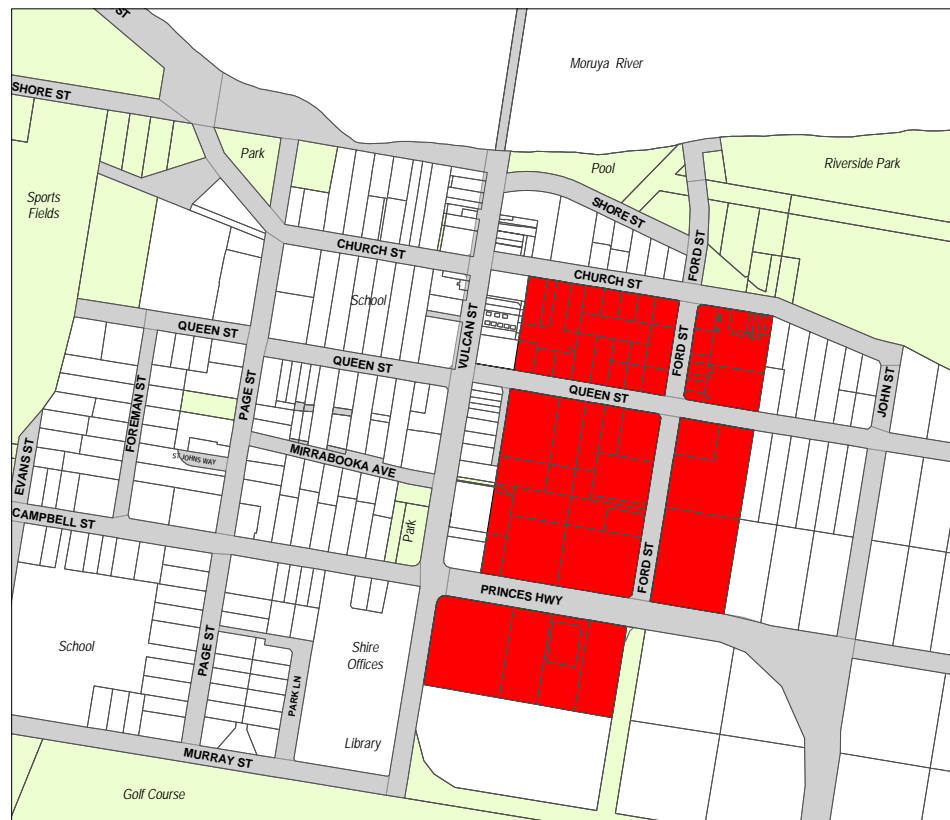 ST
Moruya River
SHORE ST
Park
Pool
Riverside Park
Sports
Fields
SHORE ST
CHURCH ST
FORD ST
CHURCH ST
School
QUEEN ST
VULCAN ST
FORD ST
QUEEN ST
PAGE ST
QUEEN ST
JOHN ST
FOREMAN ST
EVANS ST
ST JOHNS WAY
MIRRABOOKA AVE
CAMPBELL ST
Park
FORD ST
PRINCES HWY
School
PAGE ST
Shire
Offices
PARK LN
Library
MURRAY ST
Golf Course